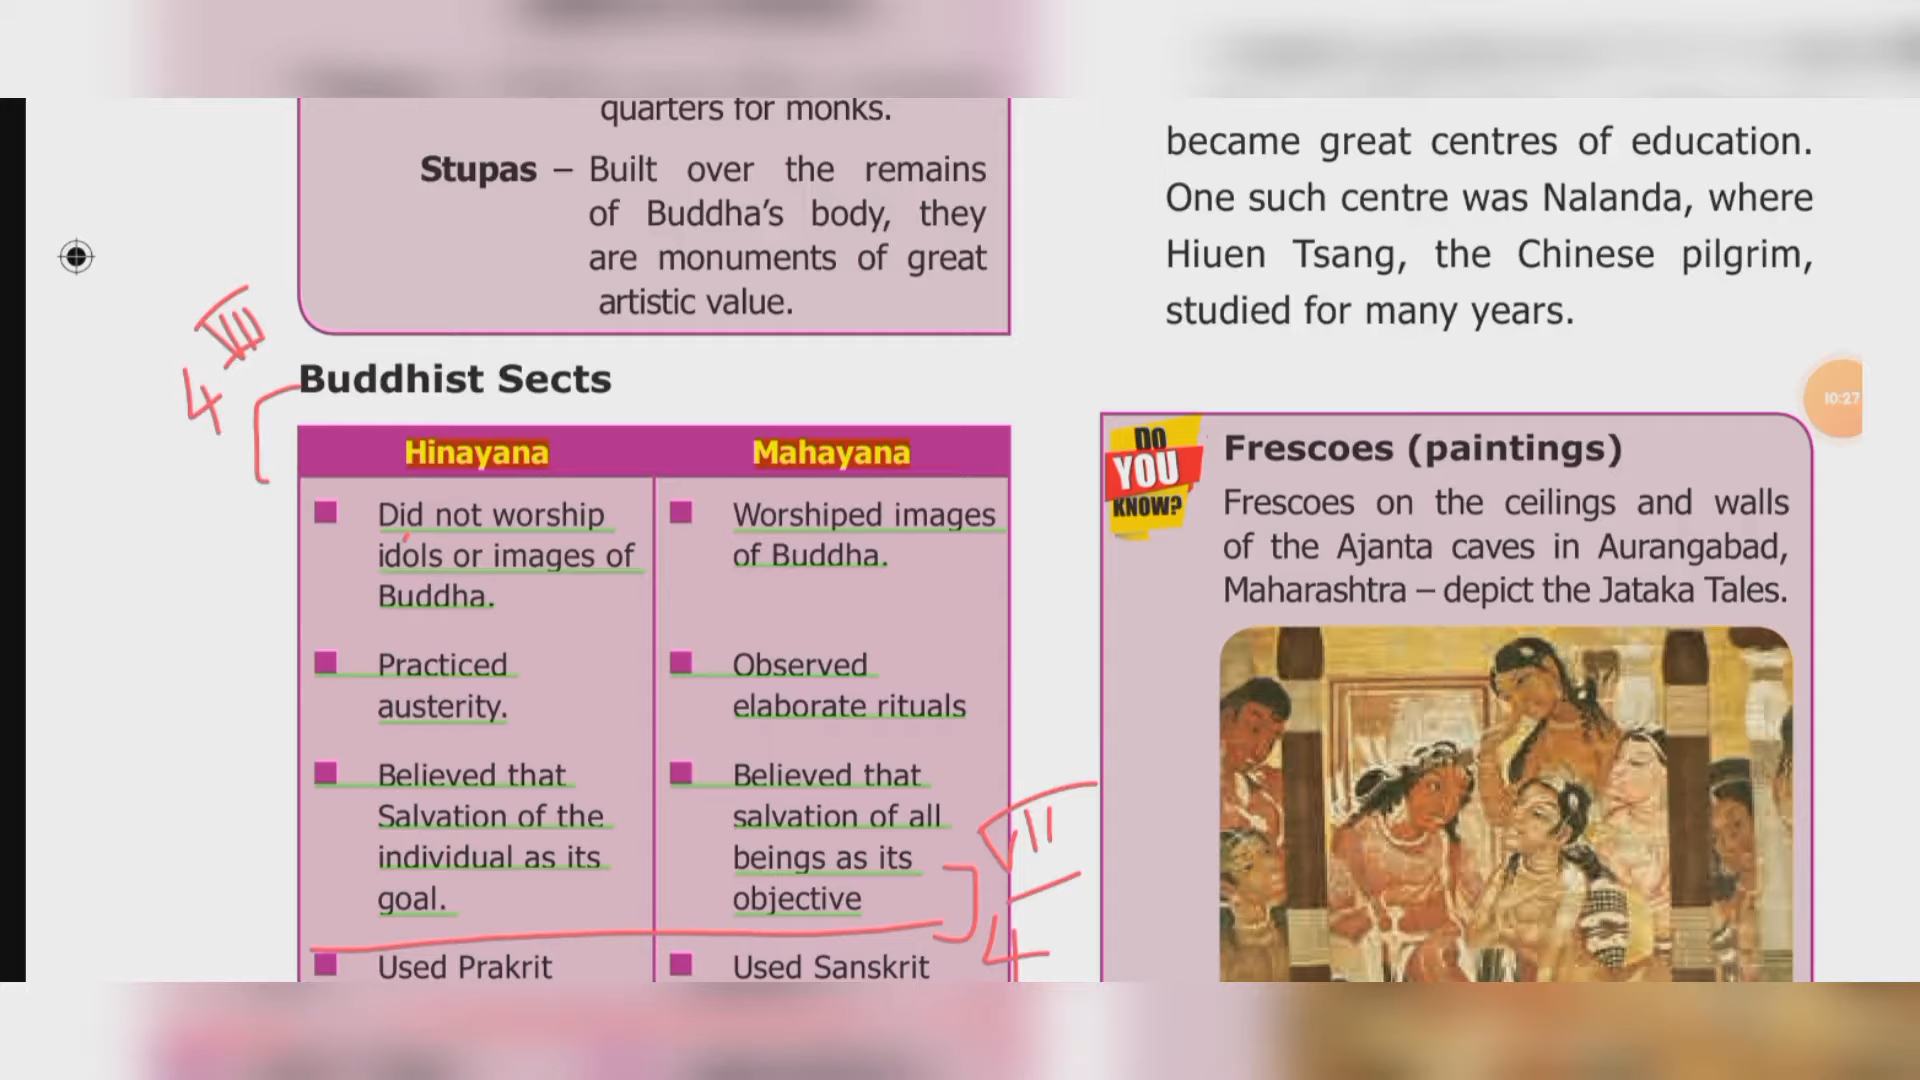 quarters for monks.
Stupas – Built over the remains
of Buddha's body, they
are monuments of great
artistic value.
VII
4
Buddhist Sects
Hinayana Mahayana
Did not worship
idols or images of
Buddha.
Worshiped images
of Buddha.
Practiced
austerity.
Observed
elaborate rituals
Believed that
Salvation of the
individual as its
goal.
Believed that
salvation of all
beings as its
objective
VII
4
Used Prakrit
Used Sanskrit
became great centres of education.
One such centre was Nalanda, where
Hiuen Tsang, the Chinese pilgrim,
studied for many years.
10:27
DO
YOU
KNOW?
Frescoes (paintings)
Frescoes on the ceilings and walls
of the Ajanta caves in Aurangabad,
Maharashtra – depict the Jataka Tales.